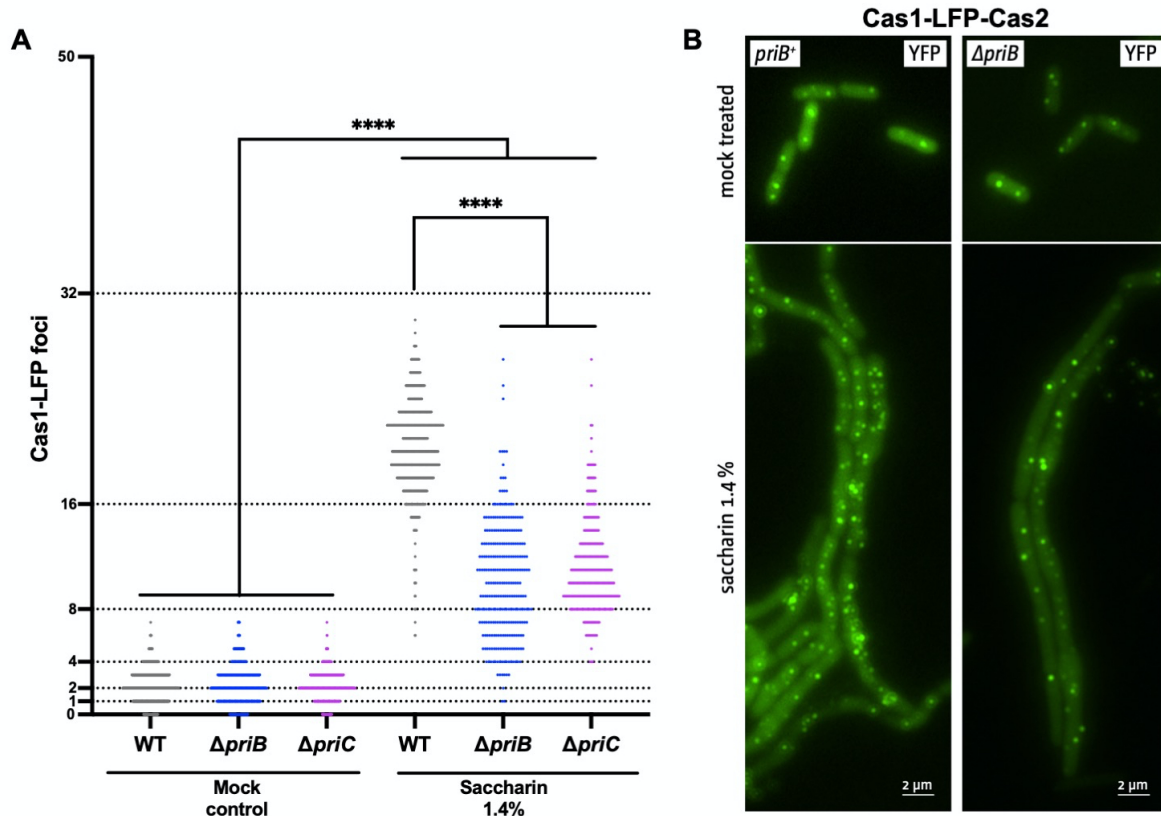 A
50
32
16
8
4
2
1
0
Cas1-LFP foci
****
****
WT
ΔpriB
ΔpriC
WT
ΔpriB
ΔpriC
Mock
control
Saccharin
1.4%
B
Cas1-LFP-Cas2
priB+
YFP
ΔpriB
YFP
mock treated
saccharin 1.4 %
2 μm
2 μm